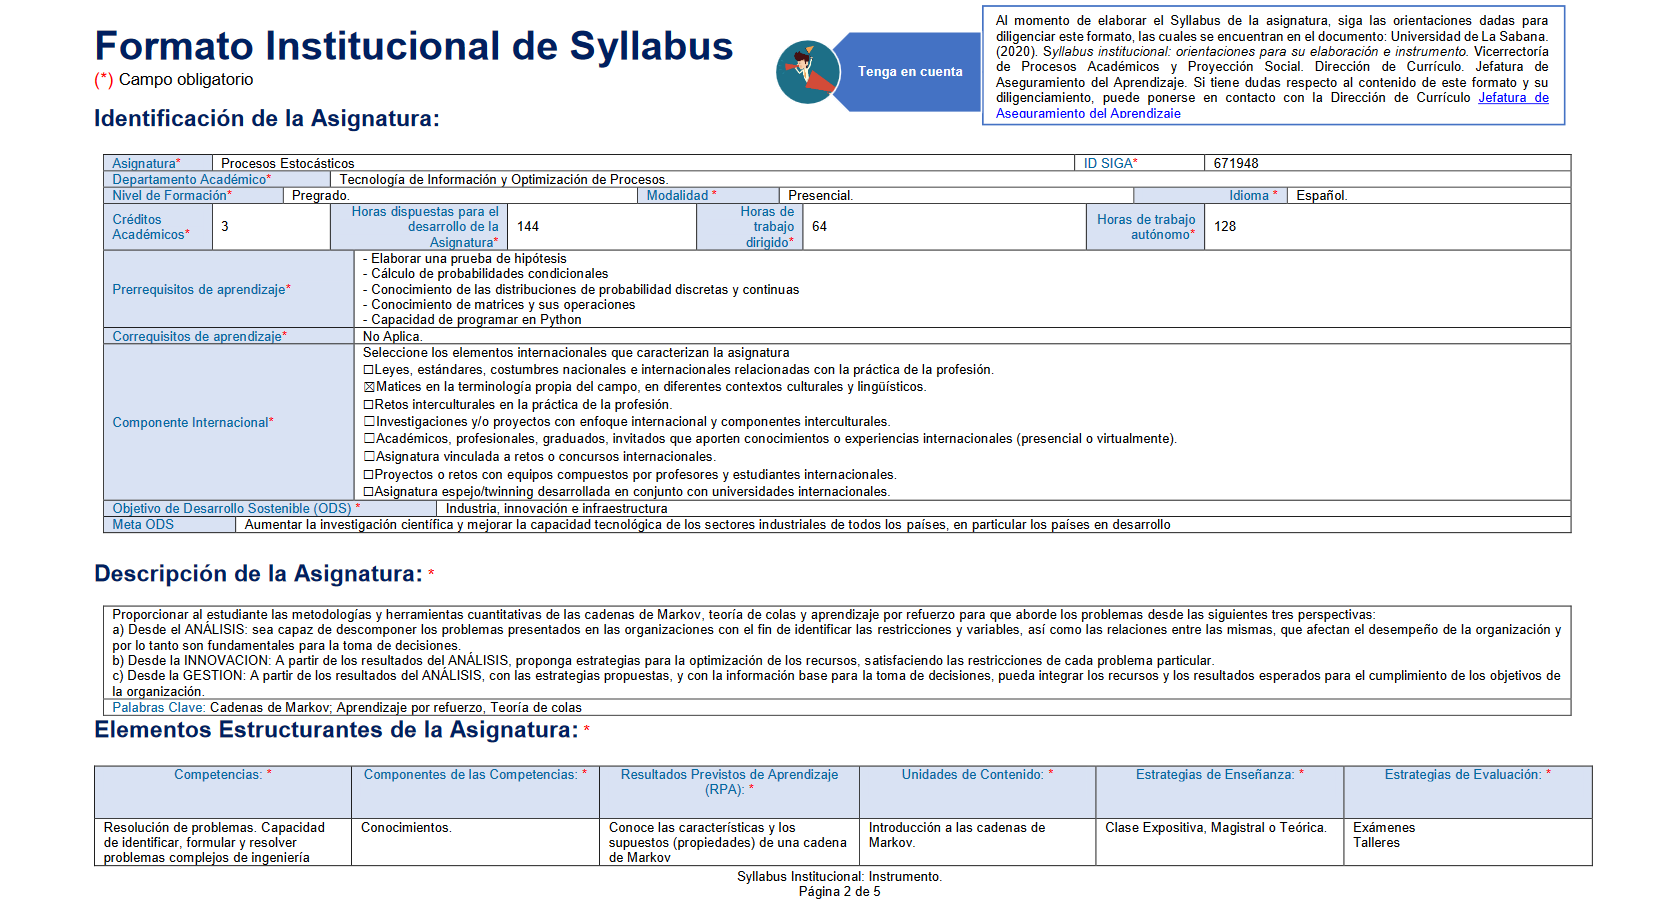 Formato Institucional de Syllabus
(*) Campo obligatorio
Tenga en cuenta
Al momento de elaborar el Syllabus de la asignatura, siga las orientaciones dadas para
diligenciar este formato, las cuales se encuentran en el documento: Universidad de La Sabana.
(2020). Syllabus institucional: orientaciones para su elaboración e instrumento. Vicerrectoría
de Procesos Académicos y Proyección Social. Dirección de Currículo. Jefatura de
Aseguramiento del Aprendizaje. Si tiene dudas respecto al contenido de este formato y su
diligenciamiento, puede ponerse en contacto con la Dirección de Currículo Jefatura de
Aseguramiento del Aprendizaje
Identificación de la Asignatura:
Asignatura* Procesos Estocásticos ID SIGA* 671948
Departamento Académico* Tecnología de Información y Optimización de Procesos.
Nivel de Formación* Pregrado. Modalidad * Presencial. Idioma * Español.
Créditos
Académicos* 3
Horas dispuestas para el
desarrollo de la
Asignatura* 144
Horas de
trabajo
dirigido* 64
Horas de trabajo
autónomo* 128
Prerrequisitos de aprendizaje*
- Elaborar una prueba de hipótesis
- Cálculo de probabilidades condicionales
- Conocimiento de las distribuciones de probabilidad discretas y continuas
- Conocimiento de matrices y sus operaciones
- Capacidad de programar en Python
Correquisitos de aprendizaje* No Aplica.
Componente Internacional*
Seleccione los elementos internacionales que caracterizan la asignatura
☐Leyes, estándares, costumbres nacionales e internacionales relacionadas con la práctica de la profesión.
☒Matices en la terminología propia del campo, en diferentes contextos culturales y lingüísticos.
☐Retos interculturales en la práctica de la profesión.
☐Investigaciones y/o proyectos con enfoque internacional y componentes interculturales.
☐Académicos, profesionales, graduados, invitados que aporten conocimientos o experiencias internacionales (presencial o virtualmente).
☐Asignatura vinculada a retos o concursos internacionales.
☐Proyectos o retos con equipos compuestos por profesores y estudiantes internacionales.
☐Asignatura espejo/twinning desarrollada en conjunto con universidades internacionales.
Objetivo de Desarrollo Sostenible (ODS) * Industria, innovación e infraestructura
Meta ODS Aumentar la investigación científica y mejorar la capacidad tecnológica de los sectores industriales de todos los países, en particular los países en desarrollo
Descripción de la Asignatura: *
Proporcionar al estudiante las metodologías y herramientas cuantitativas de las cadenas de Markov, teoría de colas y aprendizaje por refuerzo para que aborde los problemas desde las siguientes tres perspectivas:
a) Desde el ANÁLISIS: sea capaz de descomponer los problemas presentados en las organizaciones con el fin de identificar las restricciones y variables, así como las relaciones entre las mismas, que afectan el desempeño de la organización y
por lo tanto son fundamentales para la toma de decisiones.
b) Desde la INNOVACION: A partir de los resultados del ANÁLISIS, proponga estrategias para la optimización de los recursos, satisfaciendo las restricciones de cada problema particular.
c) Desde la GESTION: A partir de los resultados del ANÁLISIS, con las estrategias propuestas, y con la información base para la toma de decisiones, pueda integrar los recursos y los resultados esperados para el cumplimiento de los objetivos de
la organización.
Palabras Clave: Cadenas de Markov; Aprendizaje por refuerzo, Teoría de colas
Elementos Estructurantes de la Asignatura: *
Competencias: *
Componentes de las Competencias: *
Resultados Previstos de Aprendizaje
(RPA): *
Unidades de Contenido: *
Estrategias de Enseñanza: *
Estrategias de Evaluación: *
Resolución de problemas. Capacidad
de identificar, formular y resolver
problemas complejos de ingeniería
Conocimientos.
Conoce las características y los
supuestos (propiedades) de una cadena
de Markov
Introducción a las cadenas de
Markov.
Clase Expositiva, Magistral o Teórica.
Exámenes
Talleres
Syllabus Institucional: Instrumento.
Página 2 de 5